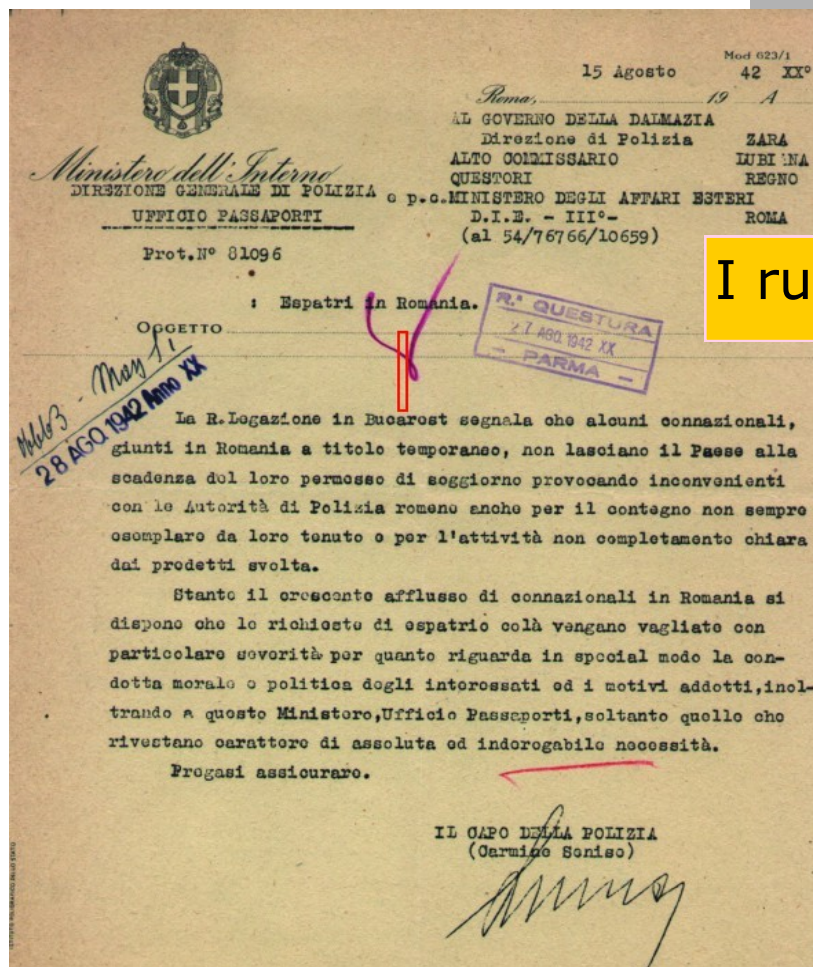 Mod 623/1
15 Agosto 42 XX°
Roma, 19 A
Ministero dell'Interno
DIREZIONE GENERALE DI POLIZIA
UFFICIO PASSAPORTI
Prot.N° 81096
AL GOVERNO DELLA DALMAZIA
Direzione di Polizia ZARA
ALTO COMMISSARIO LUBIANA
QUESTORI REGNO
e p.c.MINISTERO DEGLI AFFARI ESTERI
D.I.E. - III°- ROMA
(al 54/76766/10659)
I ru
: Espatri in Romania.
OGGETTO
R.ª QUESTURA
27 AGO. 1942 XX
- PARMA -
28 AGO 1942 Anno XX
La R.Legazione in Bucarest segnala che alcuni connazionali,
giunti in Romania a titolo temporaneo, non lasciano il Paese alla
scadenza del loro permesso di soggiorno provocando inconvenienti
con le Autorità di Polizia romene anche per il contegno non sempre
esemplare da loro tenuto e per l'attività non completamente chiara
dai predetti svolta.
Stante il crescente afflusso di connazionali in Romania si
dispone che le richieste di espatrio colà vengano vagliate con
particolare severità per quanto riguarda in special modo la con-
dotta morale e politica degli interessati ed i motivi addotti,inol-
trando a questo Ministero,Ufficio Passaporti,soltanto quelle che
rivestano carattere di assoluta ed inderogabile necessità.
Pregasi assicurare.
IL CAPO DELLA POLIZIA
(Carmine Senise)